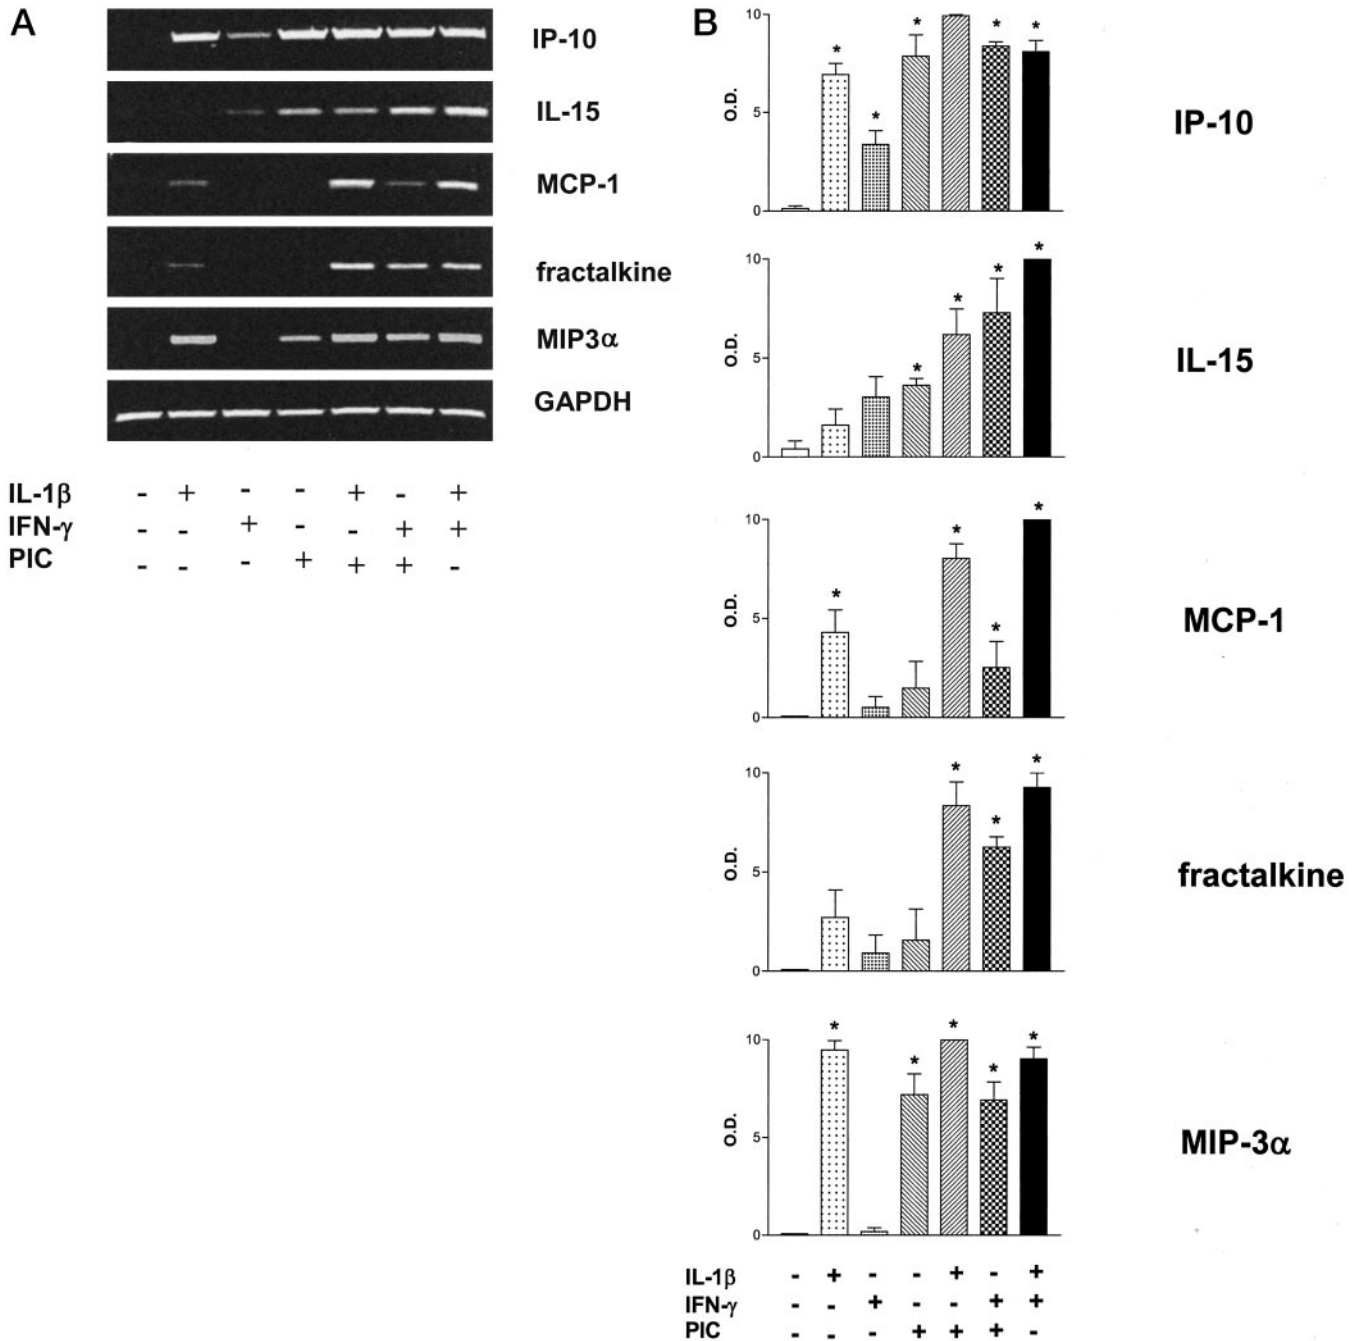 A
IP-10
IL-15
MCP-1
fractalkine
MIP3α
GAPDH
IL-1β - + - - + - +
IFN-γ - - + - - + +
PIC - - - + + + -
B
10
5
0
O.D.
* * * * * *
IP-10
10
5
0
O.D.
* * * *
IL-15
10
5
0
O.D.
* * * *
MCP-1
10
5
0
O.D.
* * *
fractalkine
10
5
0
O.D.
* * * * *
MIP-3α
IL-1β - + - - + - +
IFN-γ - - + - - + +
PIC - - - + + + -